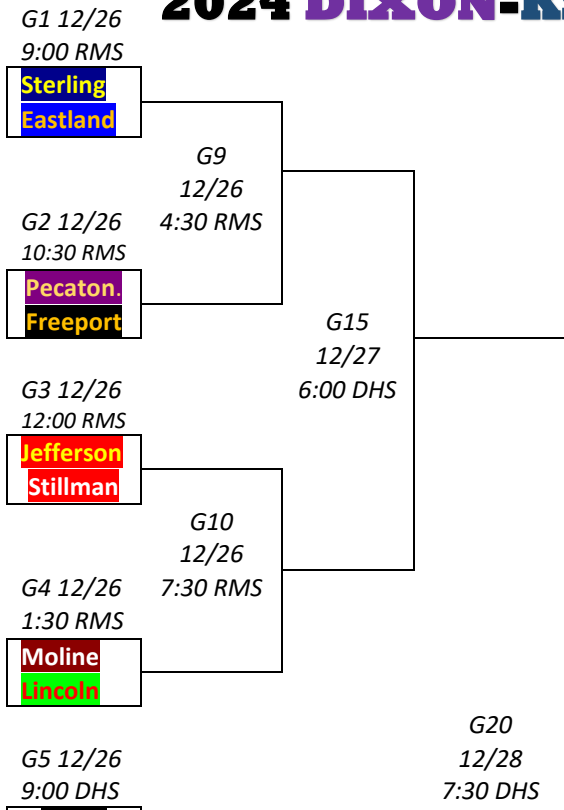 2024 DIXON-
G1 12/26
9:00 RMS
Sterling
Eastland
G9
12/26
4:30 RMS
G2 12/26
10:30 RMS
Pecaton.
Freeport
G15
12/27
6:00 DHS
G3 12/26
12:00 RMS
Jefferson
Stillman
G10
12/26
7:30 RMS
G4 12/26
1:30 RMS
Moline
Lincoln
G20
12/28
7:30 DHS
G5 12/26
9:00 DHS